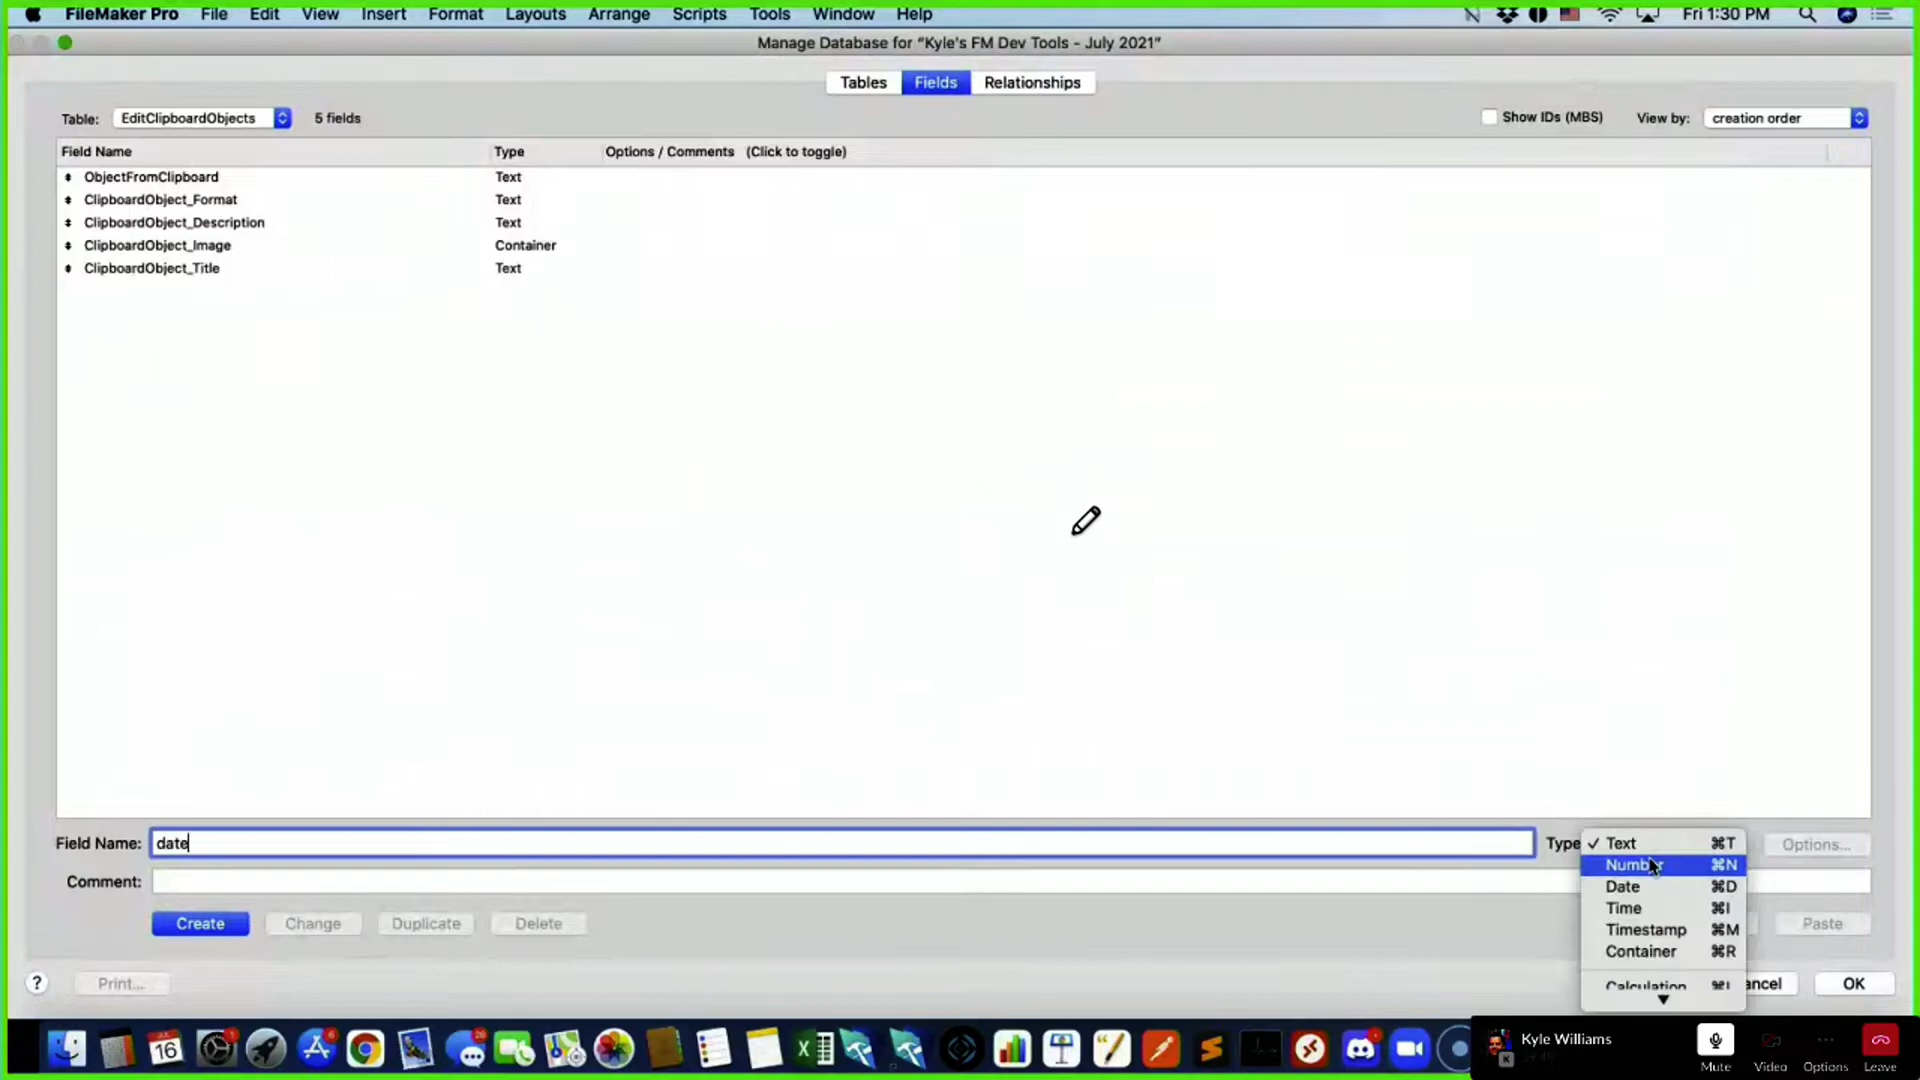 FileMaker Pro File Edit View Insert Format Layouts Arrange Scripts Tools Window Help Fri 1:30 PM
Manage Database for “Kyle's FM Dev Tools - July 2021”
Tables Fields Relationships
Table: EditClipboardObjects 5 fields Show IDs (MBS) View by: creation order
Field Name Type Options / Comments (Click to toggle)
ObjectFromClipboard Text
ClipboardObject_Format Text
ClipboardObject_Description Text
ClipboardObject_Image Container
ClipboardObject_Title Text
Field Name: date Type ✓ Text ⌘T Options...
Number ⌘N
Comment:
Date ⌘D
Time ⌘I
Create Change Duplicate Delete Timestamp ⌘M Paste
Container ⌘R
? Print... Calculation ⌘L ancel OK
16
Kyle Williams
K
Mute Video Options Leave